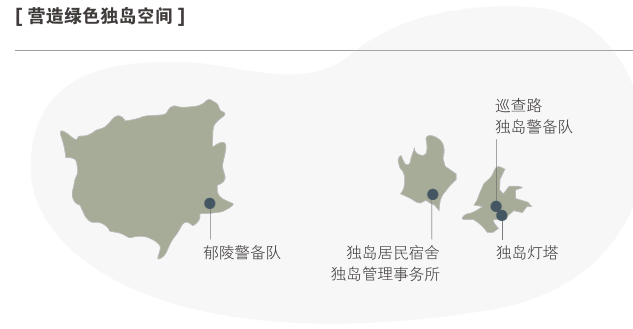 [ 营造绿色独岛空间 ]
巡查路
独岛警备队
郁陵警备队
独岛居民宿舍
独岛管理事务所
独岛灯塔